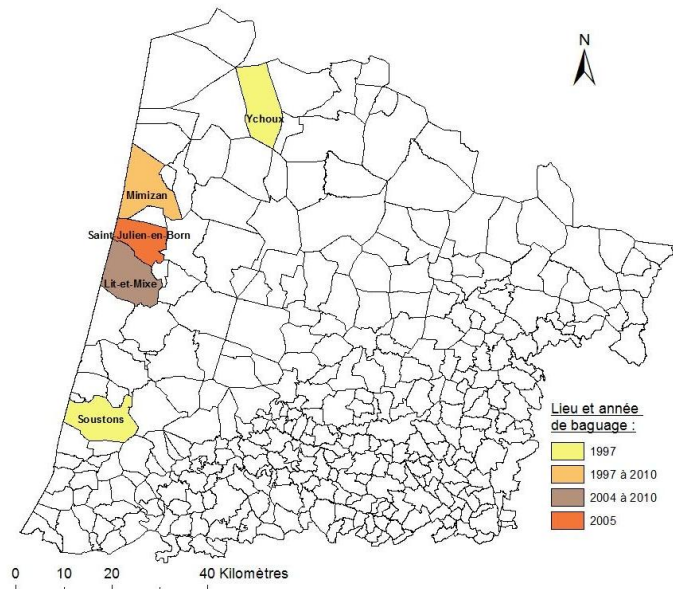 N
Ychoux
Mimizan
Saint-Julien-en-Born
Lit-et-Mixe
Soustons
Lieu et année
de baguage :
1997
1997 à 2010
2004 à 2010
2005
0 10 20 40 Kilomètres